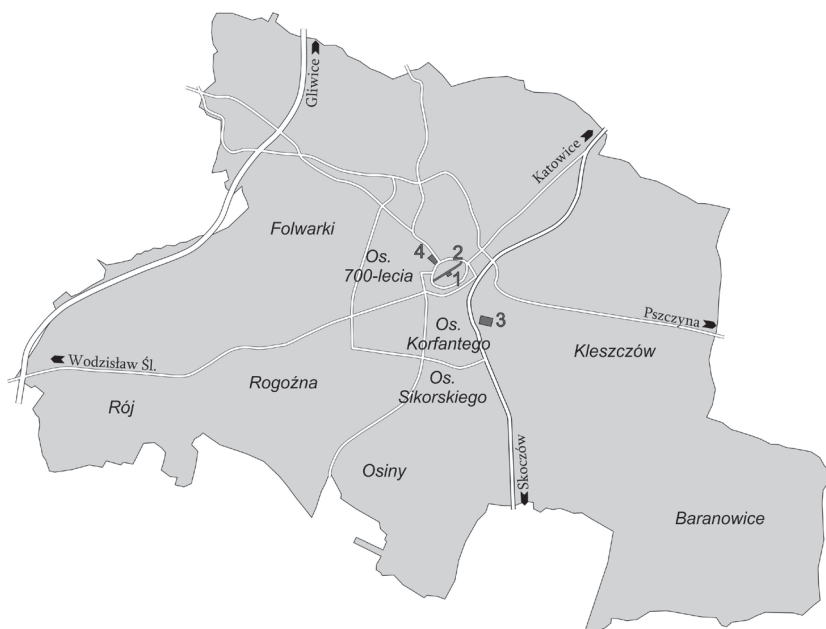 Gliwice
Katowice
Folwarki
4
2
Os.
700-lecia
1
Pszczyna
3
Os.
Korfantego
Kleszczów
Wodzisław Śl.
Rogoźna
Os.
Sikorskiego
Rój
Skoczów
Osiny
Baranowice